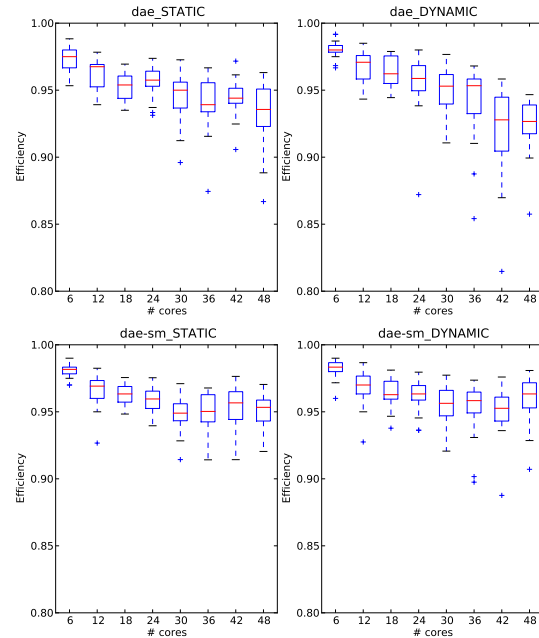 dae_STATIC
1.00
0.95
0.90
0.85
0.80
Efficiency
6 12 18 24 30 36 42 48
# cores
dae_DYNAMIC
1.00
0.95
0.90
0.85
0.80
Efficiency
6 12 18 24 30 36 42 48
# cores
dae-sm_STATIC
1.00
0.95
0.90
0.85
0.80
Efficiency
6 12 18 24 30 36 42 48
# cores
dae-sm_DYNAMIC
1.00
0.95
0.90
0.85
0.80
Efficiency
6 12 18 24 30 36 42 48
# cores